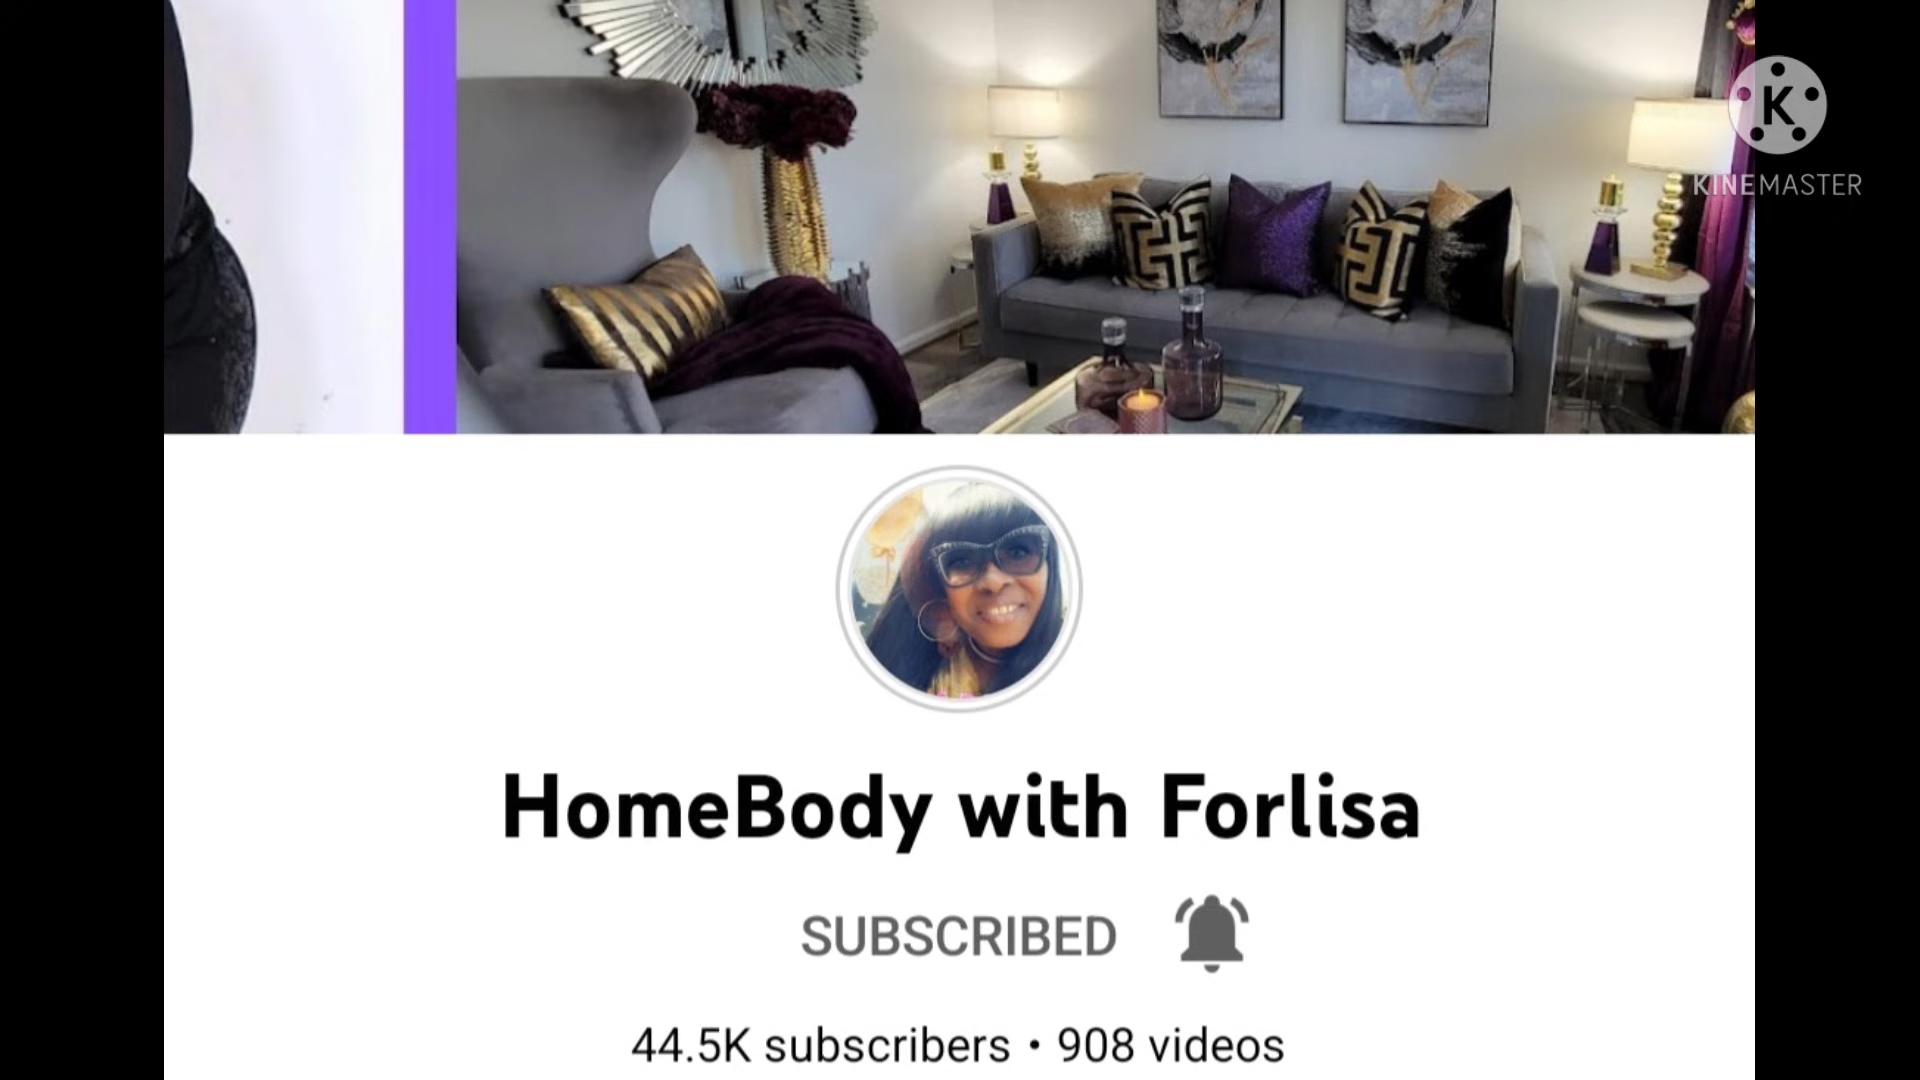 K
KINEMASTER
HomeBody with Forlisa
SUBSCRIBED
44.5K subscribers • 908 videos